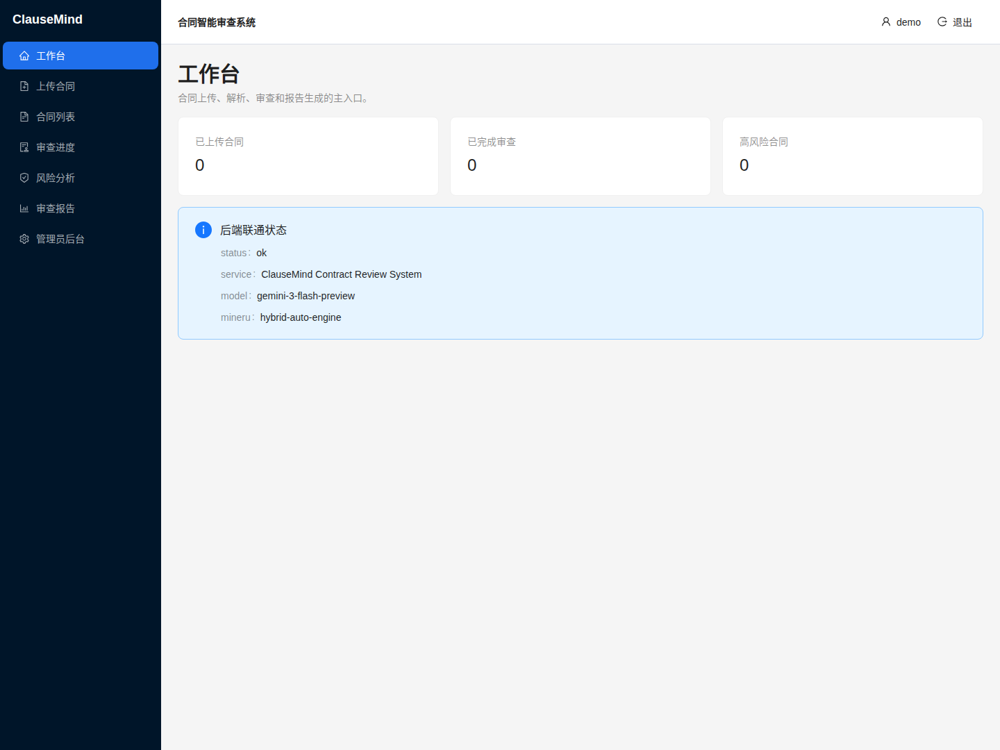 ClauseMind
工作台
上传合同
合同列表
审查进度
风险分析
审查报告
管理员后台
合同智能审查系统
demo 退出
工作台
合同上传、解析、审查和报告生成的主入口。
已上传合同
0
已完成审查
0
高风险合同
0
后端联通状态
status： ok
service： ClauseMind Contract Review System
model： gemini-3-flash-preview
mineru： hybrid-auto-engine